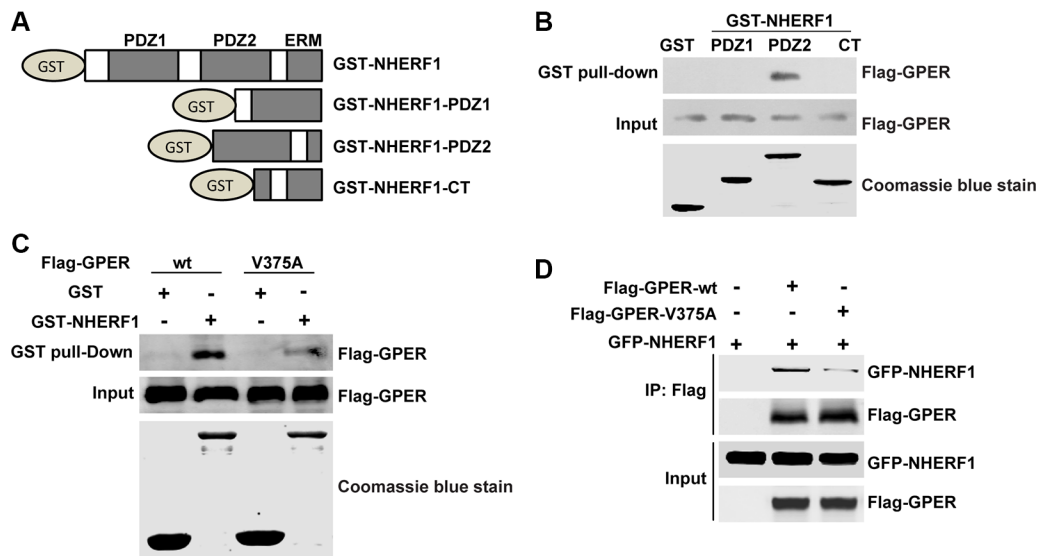 A
PDZ1 PDZ2 ERM
GST GST-NHERF1
GST GST-NHERF1-PDZ1
GST GST-NHERF1-PDZ2
GST GST-NHERF1-CT
B
GST-NHERF1
GST PDZ1 PDZ2 CT
GST pull-down Flag-GPER
Input Flag-GPER
Coomassie blue stain
C
Flag-GPER wt V375A
GST + - + -
GST-NHERF1 - + - +
GST pull-Down Flag-GPER
Input Flag-GPER
Coomassie blue stain
D
Flag-GPER-wt - + -
Flag-GPER-V375A - - +
GFP-NHERF1 + + +
IP: Flag GFP-NHERF1
Flag-GPER
Input GFP-NHERF1
Flag-GPER